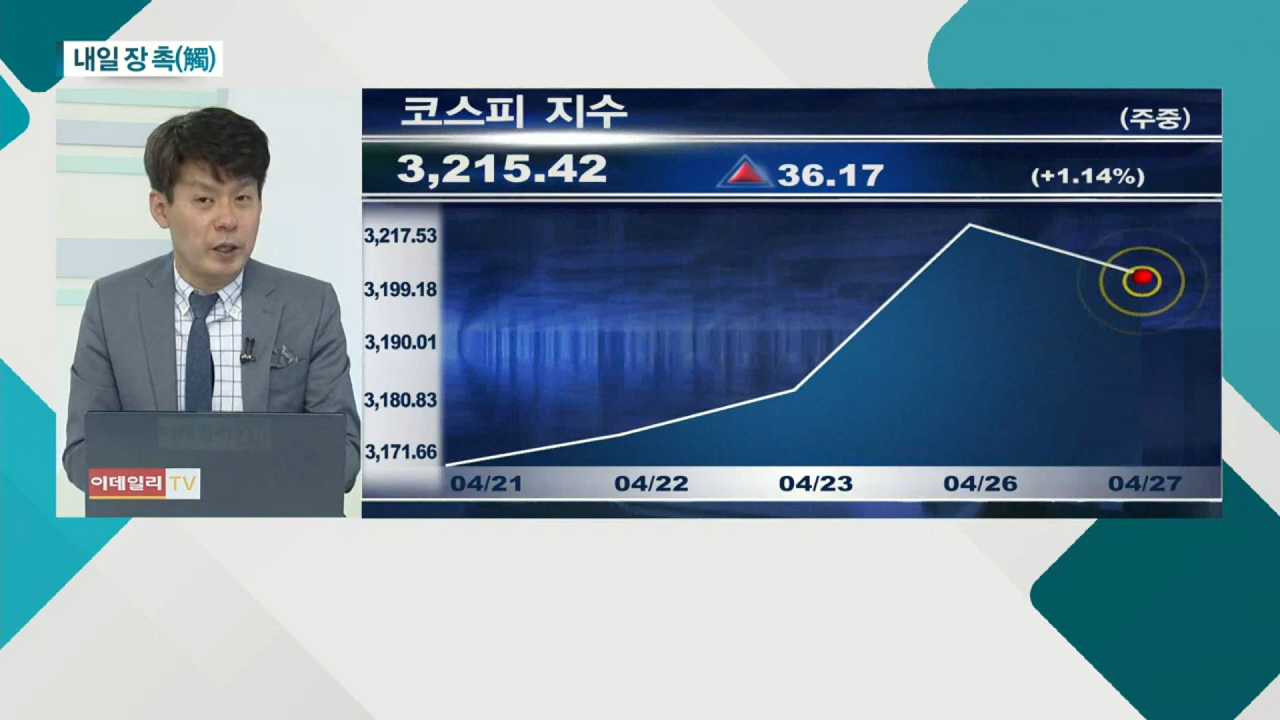 내일 장 촉(觸)
코스피 지수
(주중)
3,215.42 ▲ 36.17 (+1.14%)
3,217.53
3,199.18
3,190.01
3,180.83
3,171.66
04/21 04/22 04/23 04/26 04/27
이데일리 TV